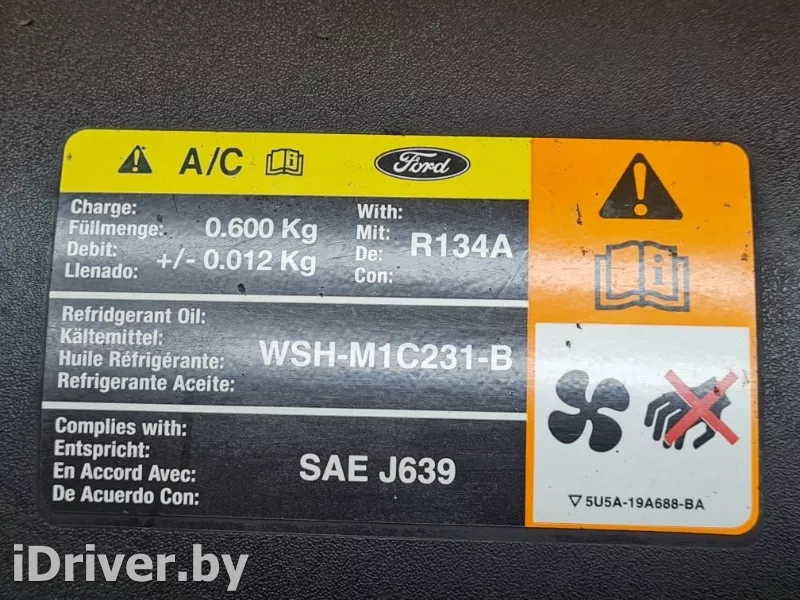 A/C
Ford
Charge:
Füllmenge:
Debit:
Llenado:
0.600 Kg
+/- 0.012 Kg
With:
Mit:
De:
Con:
R134A
Refridgerant Oil:
Kältemittel:
Huile Réfrigérante:
Refrigerante Aceite:
WSH-M1C231-B
Complies with:
Entspricht:
En Accord Avec:
De Acuerdo Con:
SAE J639
5U5A-19A688-BA
iDriver.by